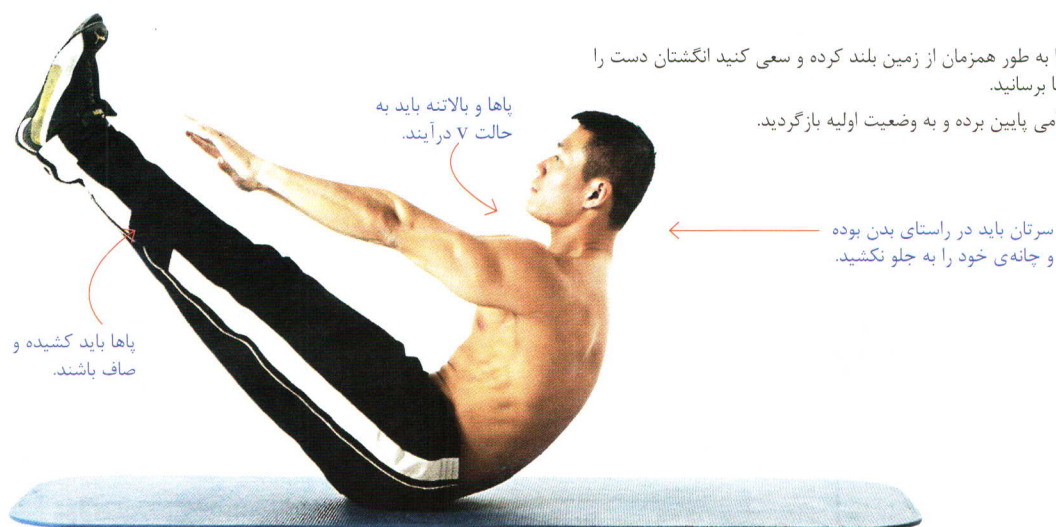 ا به طور همزمان از زمین بلند کرده و سعی کنید انگشتان دست را
ا برسانید.
می پایین برده و به وضعیت اولیه بازگردید.
پاها و بالاتنه باید به
حالت V درآیند.
سرتان باید در راستای بدن بوده
و چانه‌ی خود را به جلو نکشید.
پاها باید کشیده و
صاف باشند.